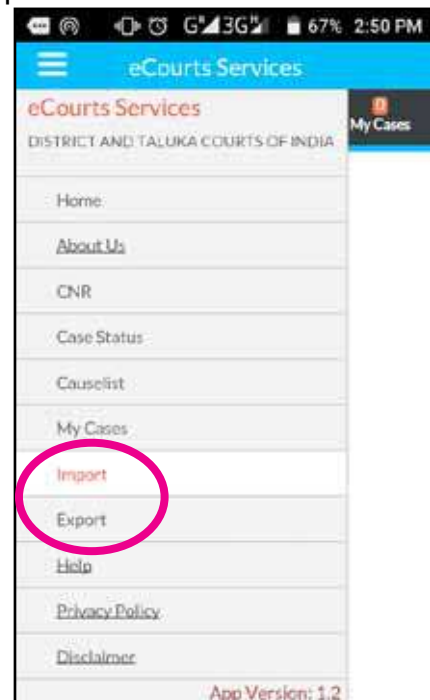 67% 2:50 PM
eCourts Services
eCourts Services
DISTRICT AND TALUKA COURTS OF INDIA
My Cases
Home
About Us
CNR
Case Status
Causelist
My Cases
Import
Export
Help
Privacy Policy
Disclaimer
App Version: 1.2